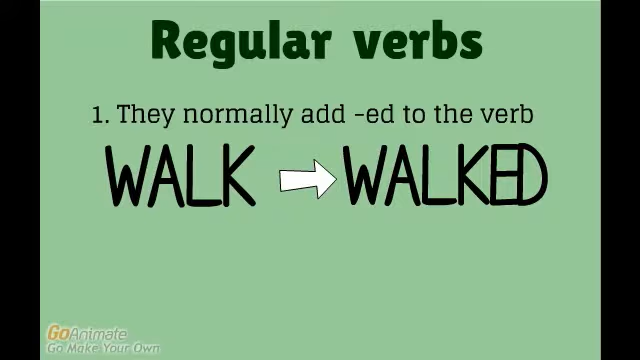 Regular verbs
1. They normally add -ed to the verb
WALK WALKED
GoAnimate
Go Make Your Own